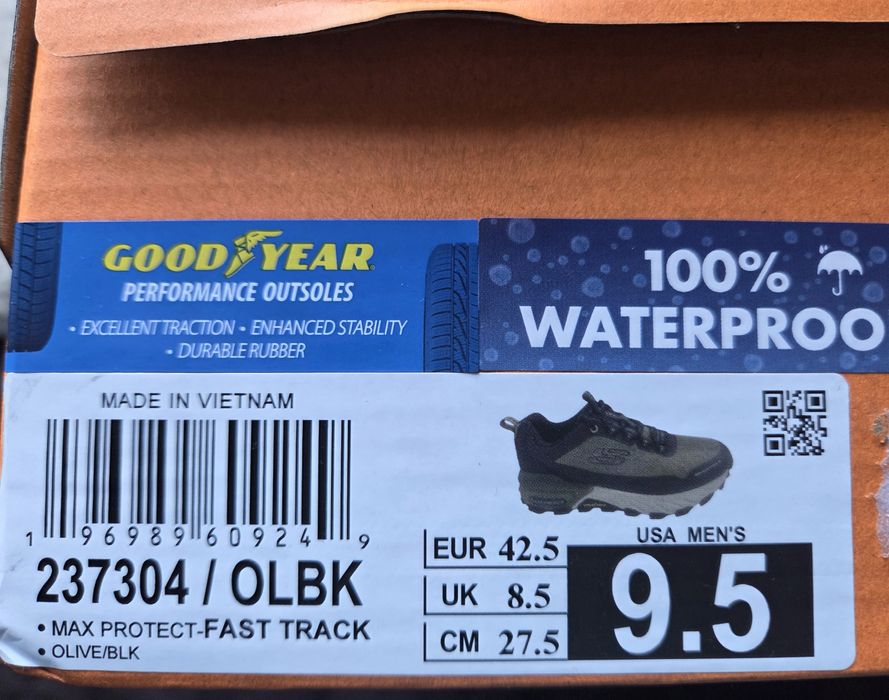 GOOD YEAR
PERFORMANCE OUTSOLES
• EXCELLENT TRACTION • ENHANCED STABILITY
• DURABLE RUBBER
100%
WATERPROO
MADE IN VIETNAM
1 96989 60924 9
237304 / OLBK
• MAX PROTECT-FAST TRACK
• OLIVE/BLK
EUR 42.5
UK 8.5
CM 27.5
USA MEN'S
9.5